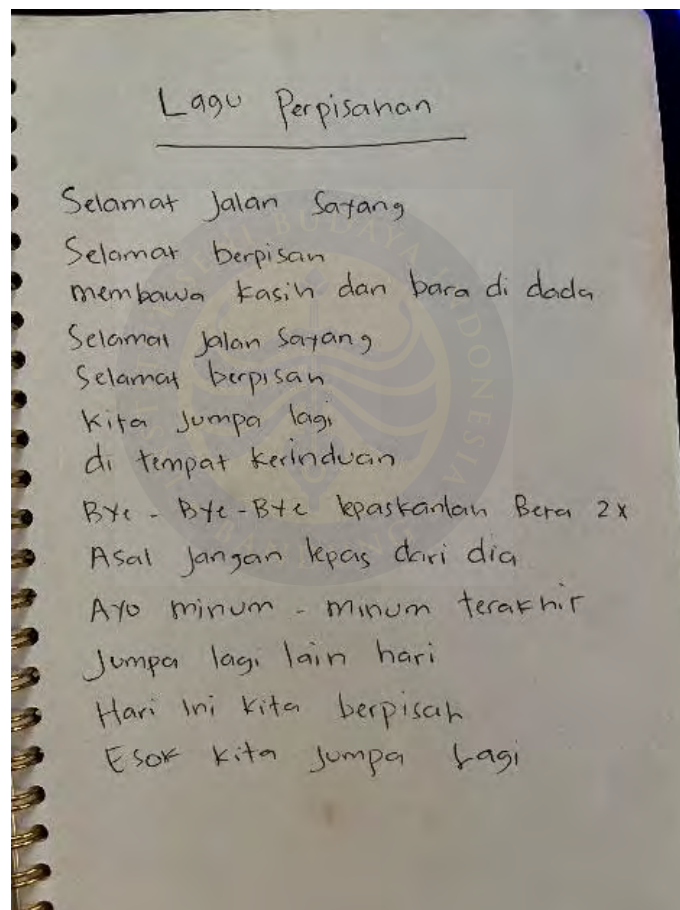 Lagu Perpisahan
Selamat Jalan Sayang
Selamat berpisah
membawa kasih dan bara di dada
Selamat Jalan Sayang
Selamat berpisah
Kita Jumpa lagi
di tempat kerinduan
Bye - Bye - Bye lepaskanlah Bera 2x
Asal Jangan lepas dari dia
Ayo minum - minum terakhir
Jumpa lagi lain hari
Hari Ini kita berpisah
Esok kita Jumpa Lagi